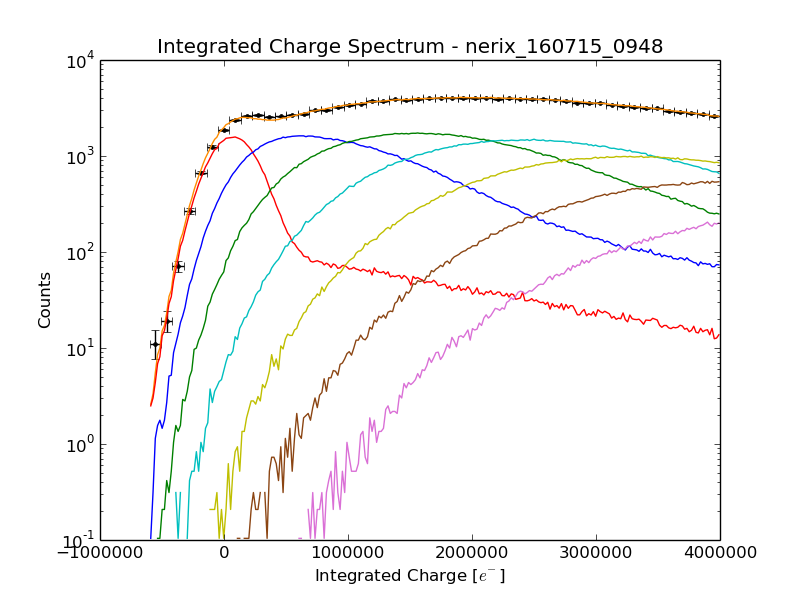 Integrated Charge Spectrum - nerix_160715_0948
10^4
10^3
10^2
10^1
10^0
10^-1
Counts
−1000000 0 1000000 2000000 3000000 4000000
Integrated Charge [e^-]